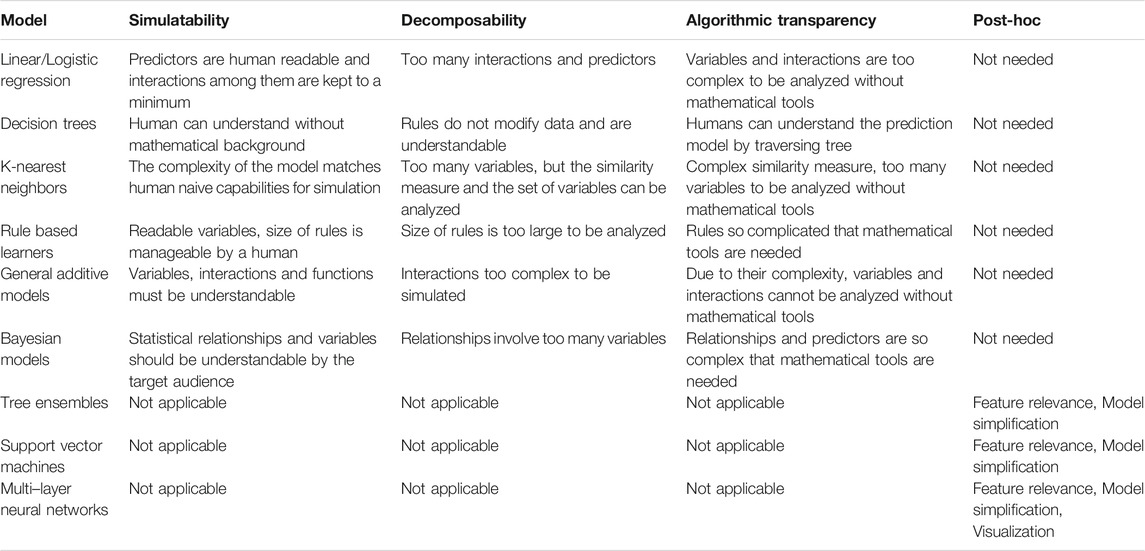 Model Simulatability Decomposability Algorithmic transparency Post-hoc
Linear/Logistic regression
Predictors are human readable and
interactions among them are kept to a
minimum
Too many interactions and predictors
Variables and interactions are too
complex to be analyzed without
mathematical tools
Not needed
Decision trees
Human can understand without
mathematical background
Rules do not modify data and are
understandable
Humans can understand the prediction
model by traversing tree
Not needed
K-nearest
neighbors
The complexity of the model matches
human naive capabilities for simulation
Too many variables, but the similarity
measure and the set of variables can be
analyzed
Complex similarity measure, too many
variables to be analyzed without
mathematical tools
Not needed
Rule based
learners
Readable variables, size of rules is
manageable by a human
Size of rules is too large to be analyzed
Rules so complicated that mathematical
tools are needed
Not needed
General additive
models
Variables, interactions and functions
must be understandable
Interactions too complex to be
simulated
Due to their complexity, variables and
interactions cannot be analyzed without
mathematical tools
Not needed
Bayesian
models
Statistical relationships and variables
should be understandable by the
target audience
Relationships involve too many variables
Relationships and predictors are so
complex that mathematical tools are
needed
Not needed
Tree ensembles
Not applicable
Not applicable
Not applicable
Feature relevance, Model
simplification
Support vector
machines
Not applicable
Not applicable
Not applicable
Feature relevance, Model
simplification
Multi–layer
neural networks
Not applicable
Not applicable
Not applicable
Feature relevance, Model
simplification,
Visualization